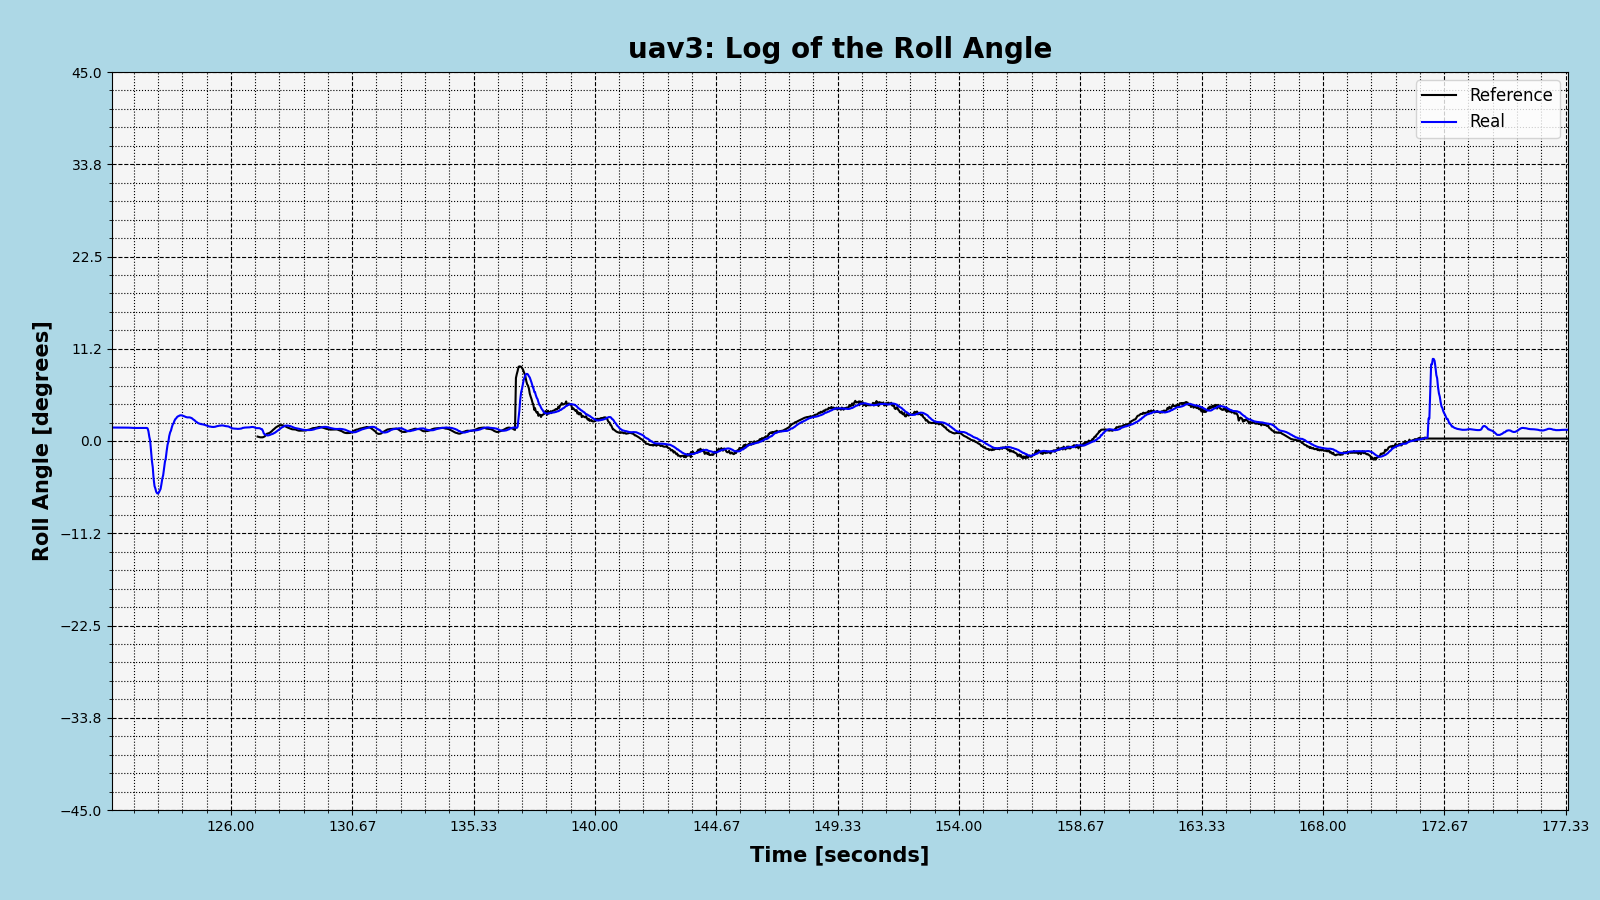 uav3: Log of the Roll Angle
Reference
Real
Roll Angle [degrees]
45.0
33.8
22.5
11.2
0.0
−11.2
−22.5
−33.8
−45.0
126.00 130.67 135.33 140.00 144.67 149.33 154.00 158.67 163.33 168.00 172.67 177.33
Time [seconds]